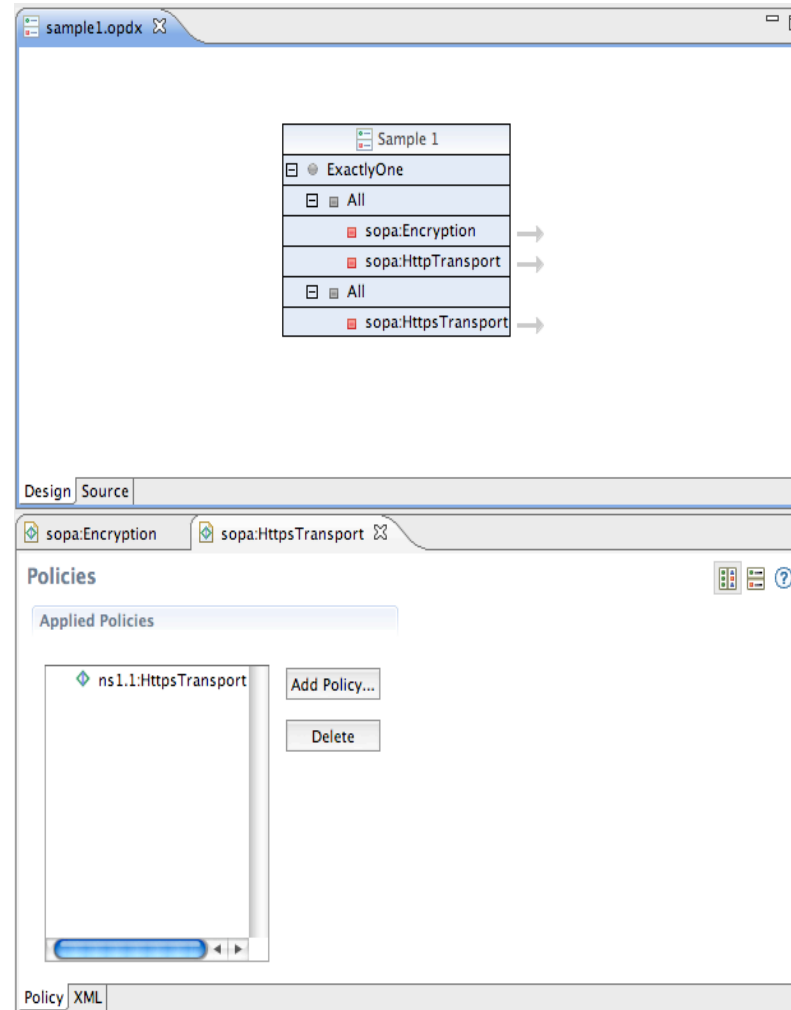 sample1.opdx
Sample 1
ExactlyOne
All
sopa:Encryption
sopa:HttpTransport
All
sopa:HttpsTransport
Design Source
sopa:Encryption sopa:HttpsTransport
Policies
Applied Policies
ns1.1:HttpsTransport
Add Policy...
Delete
Policy XML